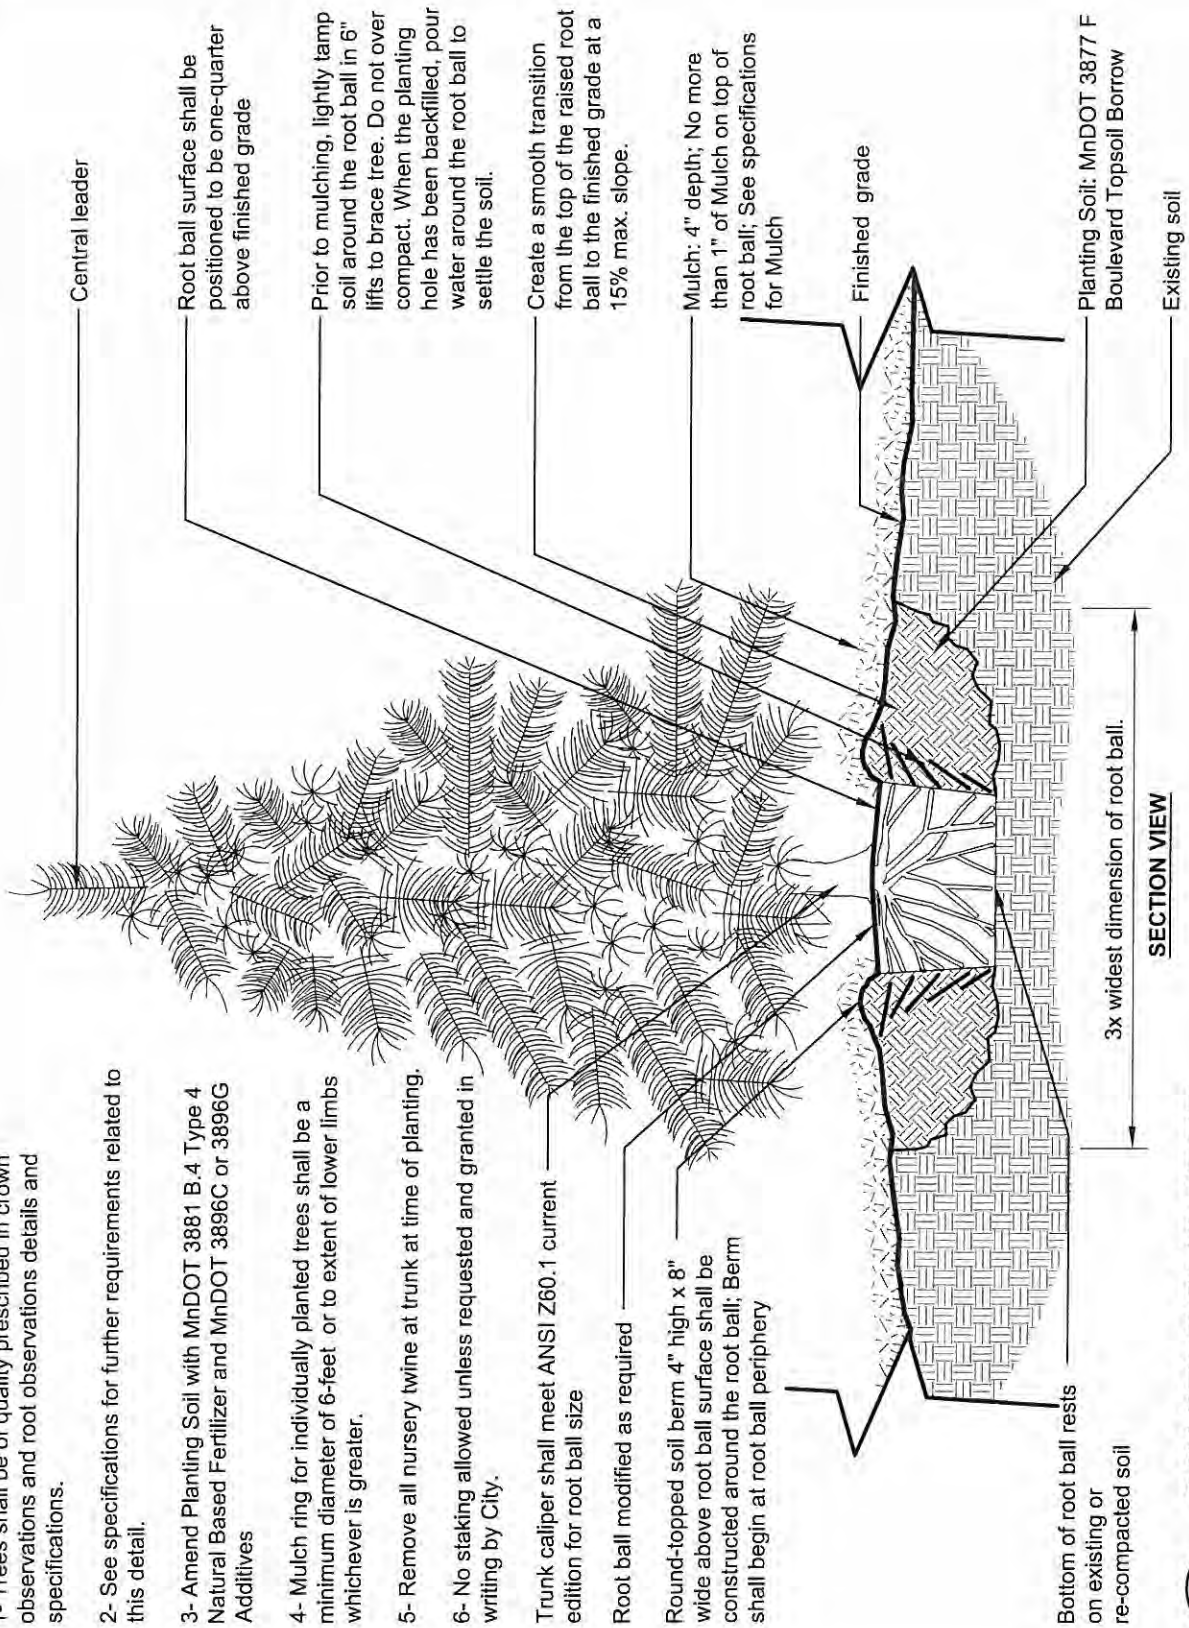 1- Trees shall be of quality prescribed in crown
observations and root observations details and
specifications.
2- See specifications for further requirements related to
this detail.
3- Amend Planting Soil with MnDOT 3881 B.4 Type 4
Natural Based Fertilizer and MnDOT 3896C or 3896G
Additives
4- Mulch ring for individually planted trees shall be a
minimum diameter of 6-feet or to extent of lower limbs
whichever is greater.
5- Remove all nursery twine at trunk at time of planting.
6- No staking allowed unless requested and granted in
writing by City.
Trunk caliper shall meet ANSI Z60.1 current
edition for root ball size
Root ball modified as required
Round-topped soil berm 4" high x 8"
wide above root ball surface shall be
constructed around the root ball; Berm
shall begin at root ball periphery
Bottom of root ball rests
on existing or
re-compacted soil
Central leader
Root ball surface shall be
positioned to be one-quarter
above finished grade
Prior to mulching, lightly tamp
soil around the root ball in 6"
lifts to brace tree. Do not over
compact. When the planting
hole has been backfilled, pour
water around the root ball to
settle the soil.
Create a smooth transition
from the top of the raised root
ball to the finished grade at a
15% max. slope.
Mulch: 4" depth; No more
than 1" of Mulch on top of
root ball; See specifications
for Mulch
Finished grade
Planting Soil: MnDOT 3877 F
Boulevard Topsoil Borrow
Existing soil
3x widest dimension of root ball.
SECTION VIEW